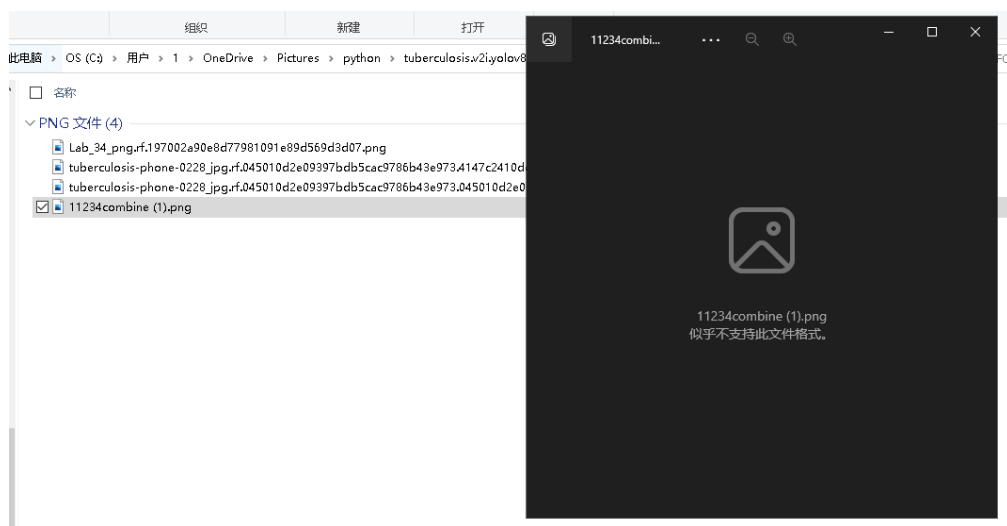 组织 新建 打开
此电脑 > OS (C:) > 用户 > 1 > OneDrive > Pictures > python > tuberculosis.v2i.yolov8
名称
PNG 文件 (4)
Lab_34_png.rf.197002a90e8d77981091e89d569d3d07.png
tuberculosis-phone-0228_jpg.rf.045010d2e09397bdb5cac9786b43e973.4147c2410d
tuberculosis-phone-0228_jpg.rf.045010d2e09397bdb5cac9786b43e973.045010d2e0
11234combine (1).png
11234combi...
11234combine (1).png
似乎不支持此文件格式。